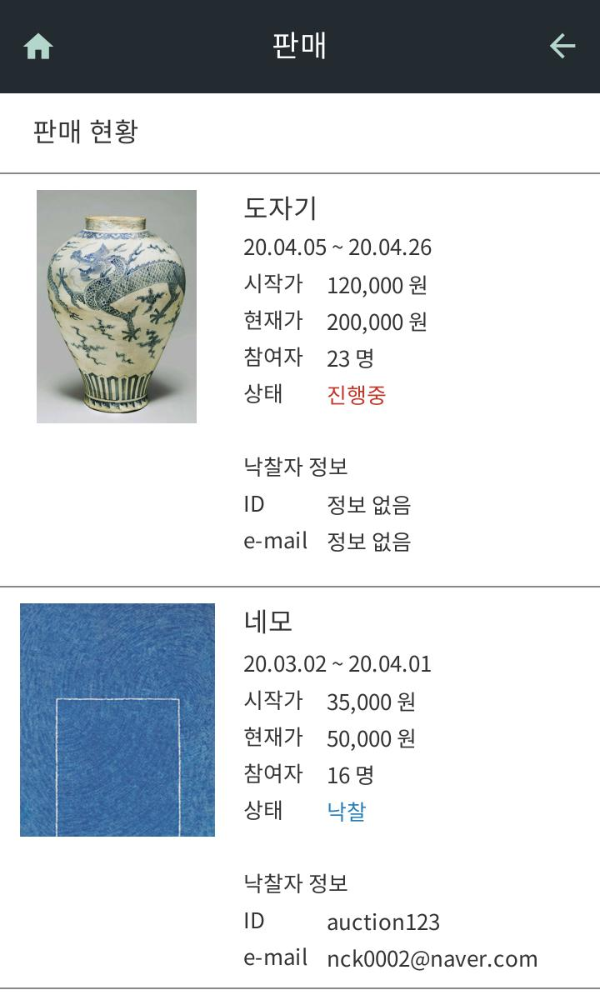 판매
판매 현황
도자기
20.04.05 ~ 20.04.26
시작가 120,000 원
현재가 200,000 원
참여자 23 명
상태 진행중
낙찰자 정보
ID 정보 없음
e-mail 정보 없음
네모
20.03.02 ~ 20.04.01
시작가 35,000 원
현재가 50,000 원
참여자 16 명
상태 낙찰
낙찰자 정보
ID auction123
e-mail nck0002@naver.com